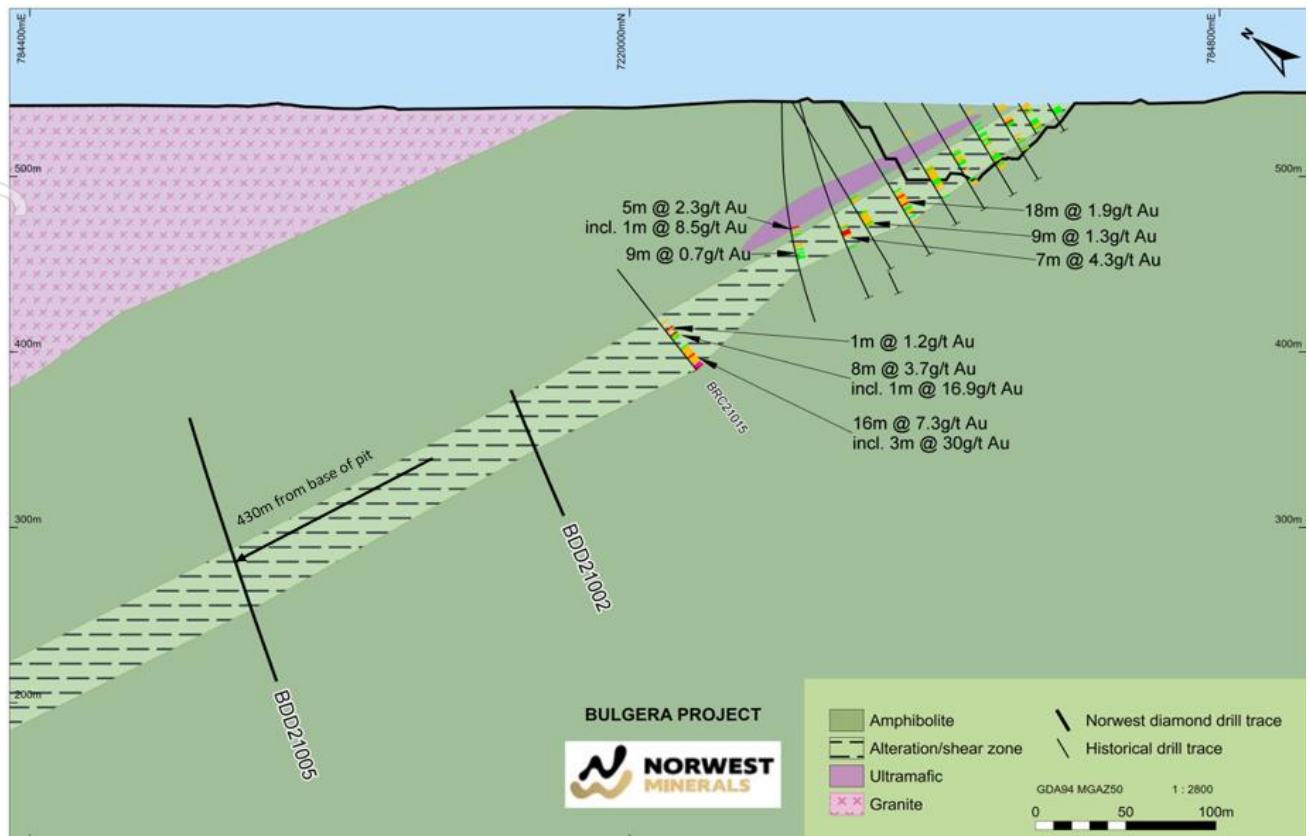 784400mE
7220000mN
784800mE
N
500m
500m
5m @ 2.3g/t Au
incl. 1m @ 8.5g/t Au
9m @ 0.7g/t Au
18m @ 1.9g/t Au
9m @ 1.3g/t Au
7m @ 4.3g/t Au
400m
400m
1m @ 1.2g/t Au
8m @ 3.7g/t Au
incl. 1m @ 16.9g/t Au
16m @ 7.3g/t Au
incl. 3m @ 30g/t Au
BRC21015
430m from base of pit
300m
300m
BDD21002
200m
BDD21005
BULGERA PROJECT
NORWEST
MINERALS
Amphibolite
Alteration/shear zone
Ultramafic
Granite
Norwest diamond drill trace
Historical drill trace
GDA94 MGAZ50 1 : 2800
0 50 100m